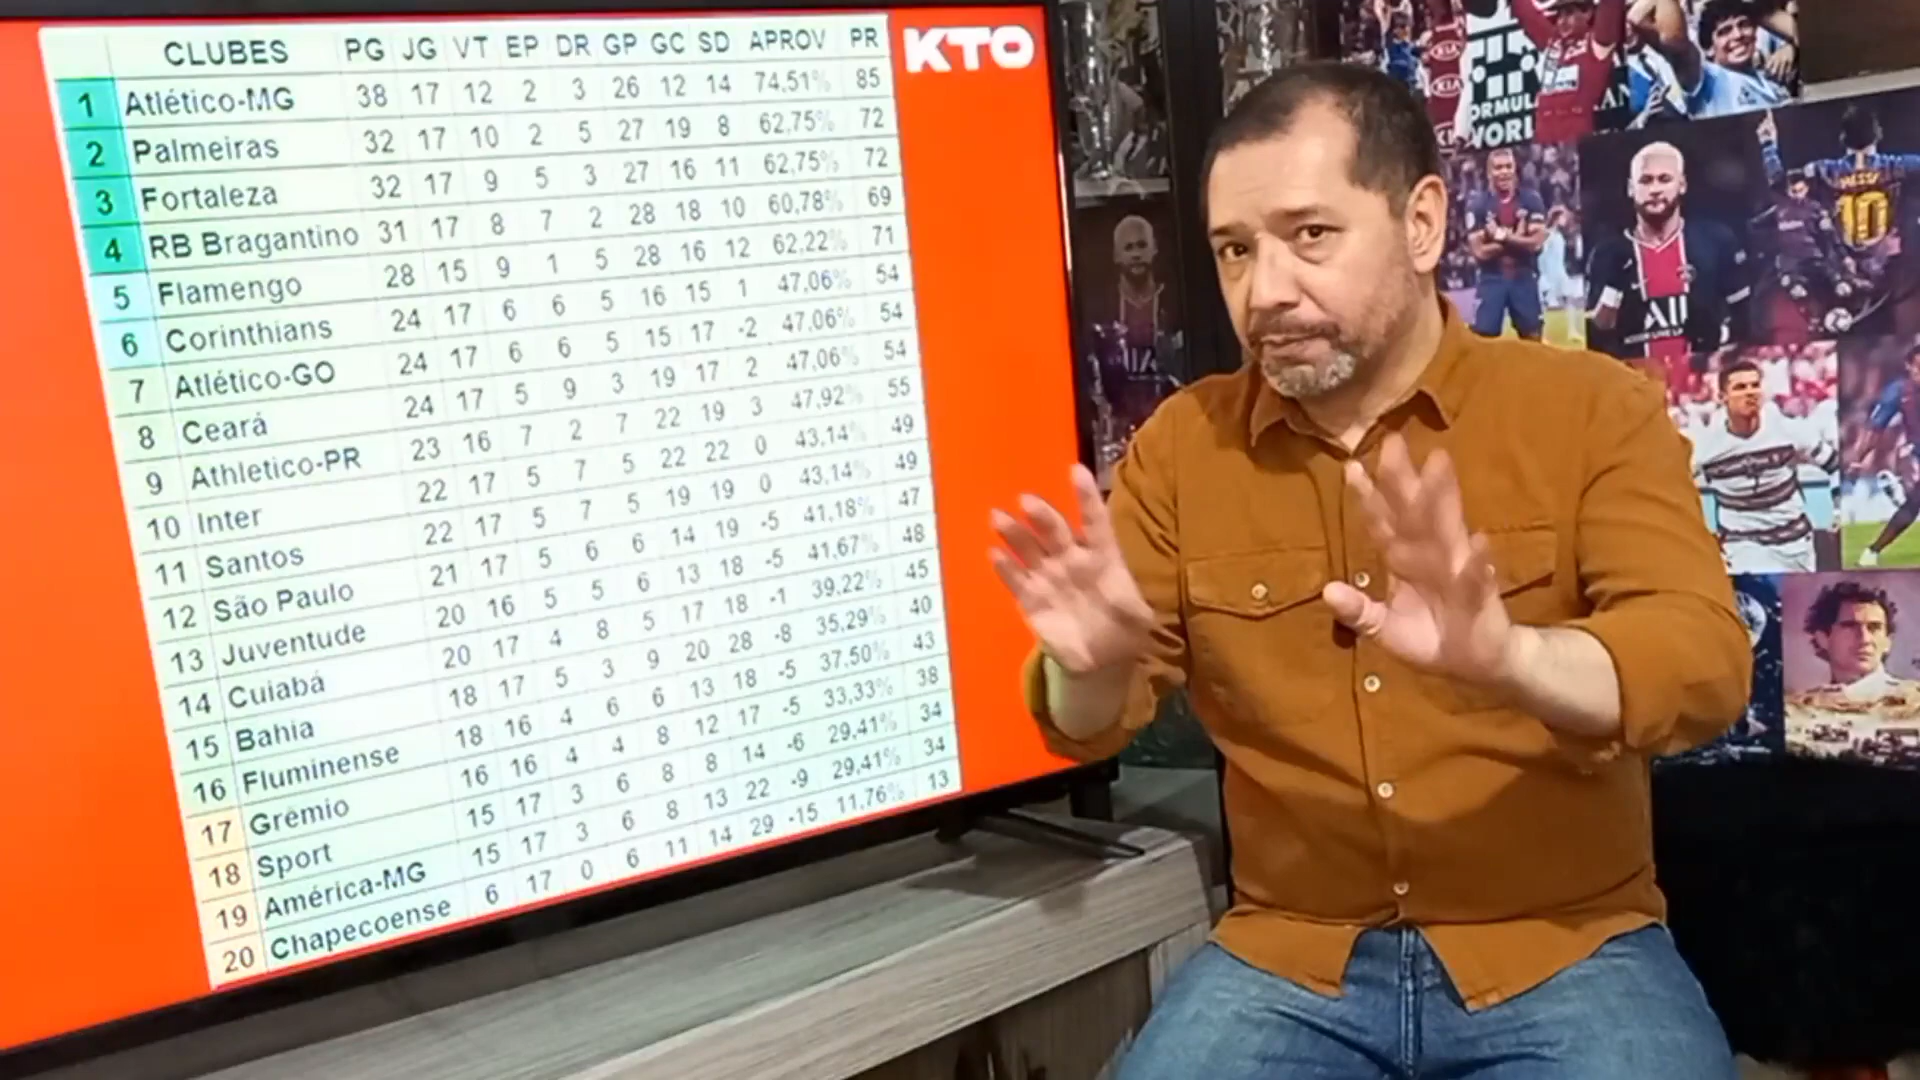 CLUBES PG JG VT EP DR GP GC SD APROV PR
1 Atlético-MG 38 17 12 2 3 26 12 14 74,51% 85
2 Palmeiras 32 17 10 2 5 27 19 8 62,75% 72
3 Fortaleza 32 17 9 5 3 27 16 11 62,75% 72
4 RB Bragantino 31 17 8 7 2 28 18 10 60,78% 69
5 Flamengo 28 15 9 1 5 28 16 12 62,22% 71
6 Corinthians 24 17 6 6 5 16 15 1 47,06% 54
7 Atlético-GO 24 17 6 6 5 15 17 -2 47,06% 54
8 Ceará 24 17 5 9 3 19 17 2 47,06% 54
9 Athletico-PR 23 16 7 2 7 22 19 3 47,92% 55
10 Inter 22 17 5 7 5 22 22 0 43,14% 49
11 Santos 22 17 5 7 5 19 19 0 43,14% 49
12 São Paulo 21 17 5 6 6 14 19 -5 41,18% 47
13 Juventude 20 16 5 5 6 13 18 -5 41,67% 48
14 Cuiabá 20 17 4 8 5 17 18 -1 39,22% 45
15 Bahia 18 17 5 3 9 20 28 -8 35,29% 40
16 Fluminense 18 16 4 6 6 13 18 -5 37,50% 43
17 Grêmio 16 16 4 4 8 12 17 -5 33,33% 38
18 Sport 15 17 3 6 8 8 14 -6 29,41% 34
19 América-MG 15 17 3 6 8 13 22 -9 29,41% 34
20 Chapecoense 6 17 0 6 11 14 29 -15 11,76% 13
KTO
KIA
KIA
FORMULA
WORL
MESSI
10